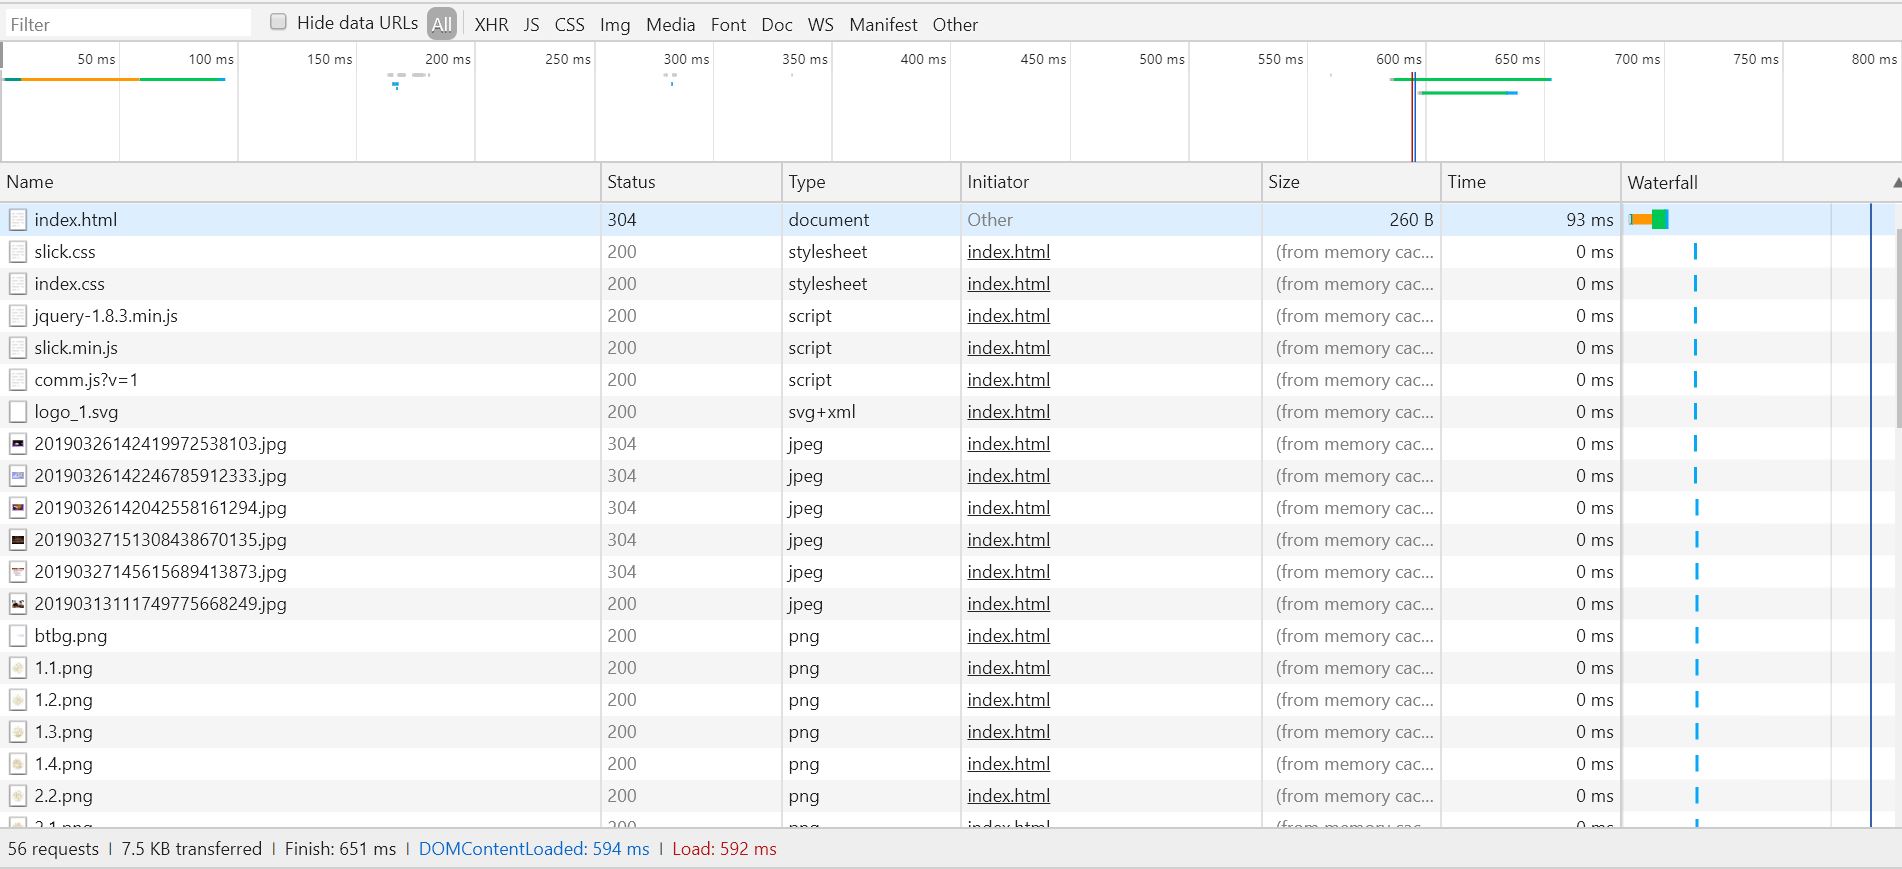 Filter Hide data URLs All XHR JS CSS Img Media Font Doc WS Manifest Other
50 ms 100 ms 150 ms 200 ms 250 ms 300 ms 350 ms 400 ms 450 ms 500 ms 550 ms 600 ms 650 ms 700 ms 750 ms 800 ms
Name Status Type Initiator Size Time Waterfall
index.html 304 document Other 260 B 93 ms
slick.css 200 stylesheet index.html (from memory cac... 0 ms
index.css 200 stylesheet index.html (from memory cac... 0 ms
jquery-1.8.3.min.js 200 script index.html (from memory cac... 0 ms
slick.min.js 200 script index.html (from memory cac... 0 ms
comm.js?v=1 200 script index.html (from memory cac... 0 ms
logo_1.svg 200 svg+xml index.html (from memory cac... 0 ms
20190326142419972538103.jpg 304 jpeg index.html (from memory cac... 0 ms
20190326142246785912333.jpg 304 jpeg index.html (from memory cac... 0 ms
20190326142042558161294.jpg 304 jpeg index.html (from memory cac... 0 ms
20190327151308438670135.jpg 304 jpeg index.html (from memory cac... 0 ms
20190327145615689413873.jpg 304 jpeg index.html (from memory cac... 0 ms
20190313111749775668249.jpg 200 jpeg index.html (from memory cac... 0 ms
btbg.png 200 png index.html (from memory cac... 0 ms
1.1.png 200 png index.html (from memory cac... 0 ms
1.2.png 200 png index.html (from memory cac... 0 ms
1.3.png 200 png index.html (from memory cac... 0 ms
1.4.png 200 png index.html (from memory cac... 0 ms
2.2.png 200 png index.html (from memory cac... 0 ms
56 requests | 7.5 KB transferred | Finish: 651 ms | DOMContentLoaded: 594 ms | Load: 592 ms